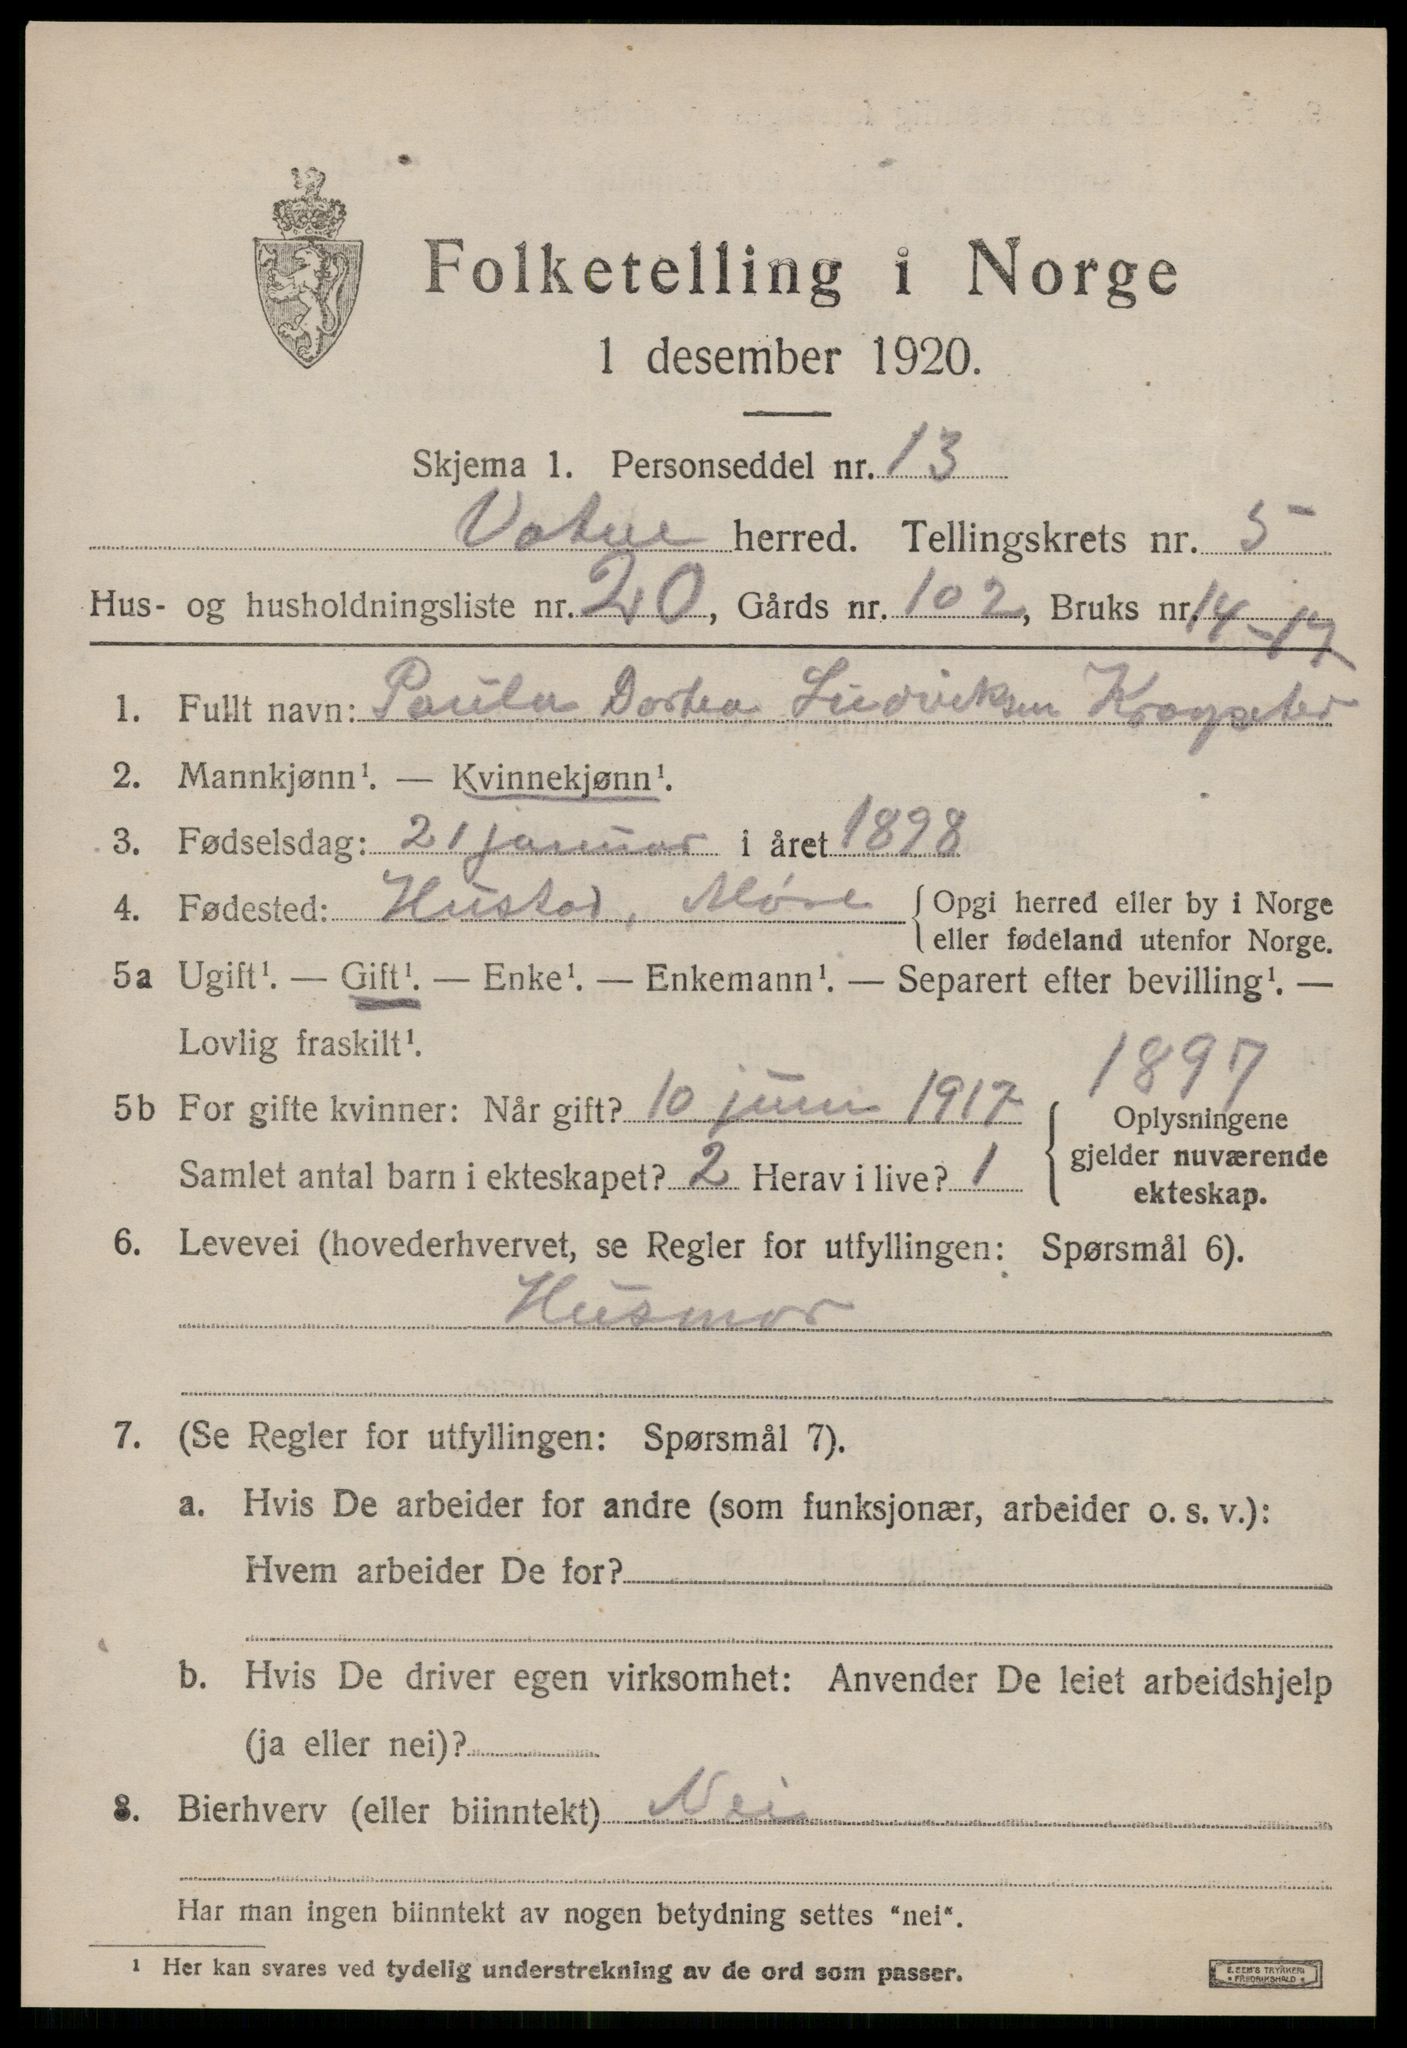 Folketelling i Norge
1 desember 1920.
Skjema 1. Personseddel nr. 13
Vatne herred. Tellingskrets nr. 5
Hus- og husholdningsliste nr. 20, Gårds nr. 102, Bruks nr. 14-17
1. Fullt navn: Paula Dortea Ludviksen Kragseter
2. Mannkjønn¹. — Kvinnekjønn¹.
3. Fødselsdag: 21 januar i året 1898
4. Fødested: Hustad, Møre { Opgi herred eller by i Norge
eller fødeland utenfor Norge.
5a Ugift¹. — Gift¹. — Enke¹. — Enkemann¹. — Separert efter bevilling¹. —
Lovlig fraskilt¹.
1897
5b For gifte kvinner: Når gift? 10 juni 1917 { Oplysningene
Samlet antal barn i ekteskapet? 2 Herav i live? 1 gjelder nuværende
ekteskap.
6. Levevei (hovederhvervet, se Regler for utfyllingen: Spørsmål 6).
Husmor
7. (Se Regler for utfyllingen: Spørsmål 7).
a. Hvis De arbeider for andre (som funksjonær, arbeider o. s. v.):
Hvem arbeider De for?
b. Hvis De driver egen virksomhet: Anvender De leiet arbeidshjelp
(ja eller nei)?
8. Bierhverv (eller biinntekt) Nei
Har man ingen biinntekt av nogen betydning settes "nei".
¹ Her kan svares ved tydelig understrekning av de ord som passer.
E. SEM'S TRYKKERI
* FREDRIKSHALD *